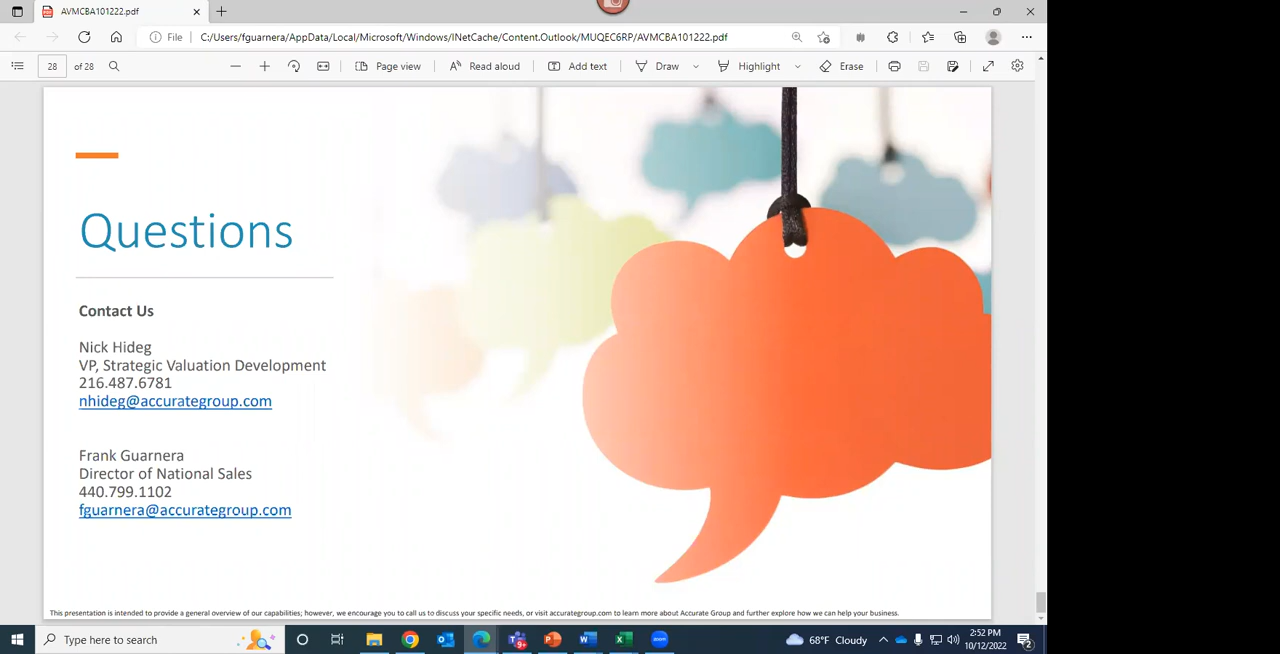 AVMCBA101222.pdf
File
C:/Users/fguarnera/AppData/Local/Microsoft/Windows/INetCache/Content.Outlook/MUQEC6RP/AVMCBA101222.pdf
28 of 28
Page view
Read aloud
Add text
Draw
Highlight
Erase
Questions
Contact Us
Nick Hideg
VP, Strategic Valuation Development
216.487.6781
nhideg@accurategroup.com
Frank Guarnera
Director of National Sales
440.799.1102
fguarnera@accurategroup.com
This presentation is intended to provide a general overview of our capabilities; however, we encourage you to call us to discuss your specific needs, or visit accurategroup.com to learn more about Accurate Group and further explore how we can help your business.
Type here to search
9+
zoom
68°F Cloudy
2:52 PM
10/12/2022
2